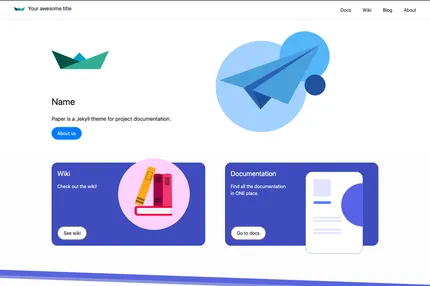 Your awesome title
Docs
Wiki
Blog
About
Name
Paper is a Jekyll theme for project documentation.
About us
Wiki
Check out the wiki!
See wiki
Documentation
Find all the documentation
in ONE place.
Go to docs